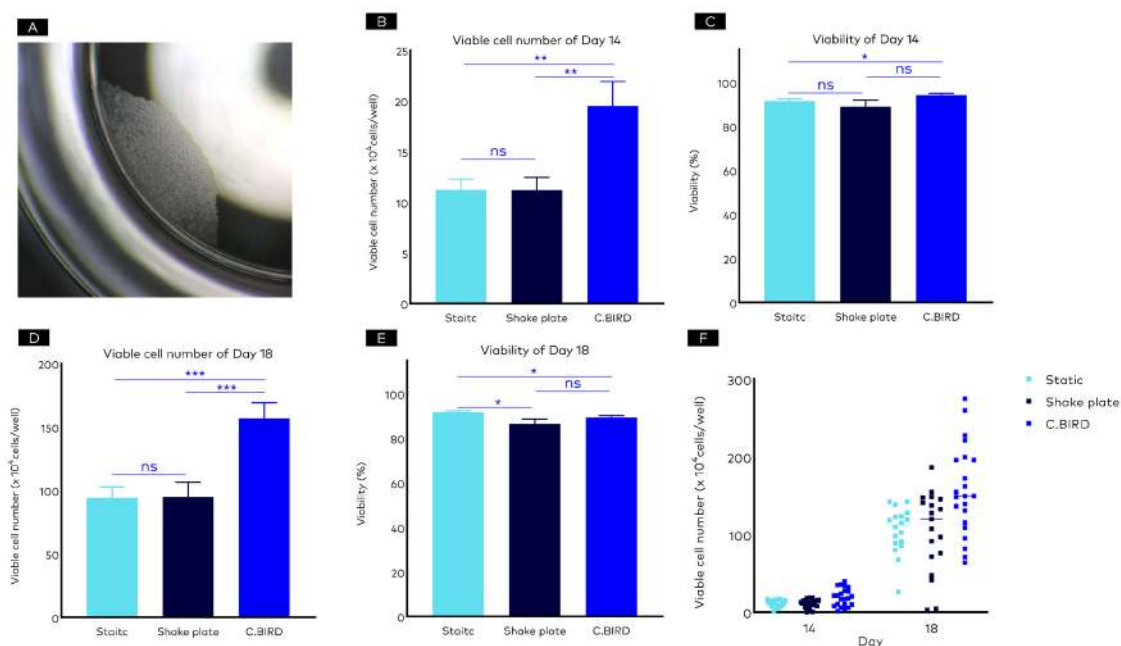 A
B
Viable cell number of Day 14
Viable cell number (x 10⁴cells/well)
25
20
15
10
5
0
**
**
ns
Staitc
Shake plate
C.BIRD
C
Viability of Day 14
Viability (%)
100
80
60
40
20
0
*
ns
ns
Staitc
Shake plate
C.BIRD
D
Viable cell number of Day 18
Viable cell number (x 10⁴cells/well)
200
150
100
50
0
***
***
ns
Staitc
Shake plate
C.BIRD
E
Viability of Day 18
Viability (%)
100
80
60
40
20
0
*
ns
*
Staitc
Shake plate
C.BIRD
F
Viable cell number (x 10⁴cells/well)
300
200
100
0
14
18
Day
Static
Shake plate
C.BIRD